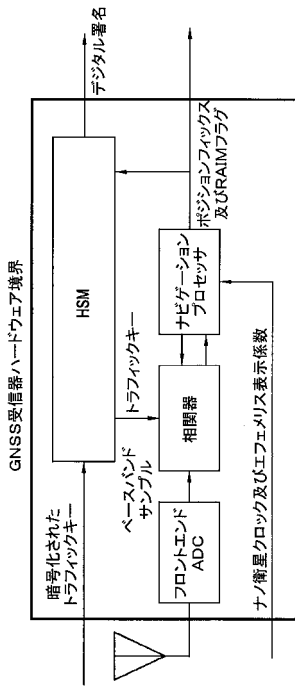 GNSS受信器ハードウェア境界
暗号化された
トラフィックキー
HSM
デジタル署名
トラフィックキー
ベースバンド
サンプル
フロントエンド
ADC
相関器
ナビゲーション
プロセッサ
ポジションフィックス
及びRAIMフラグ
ナノ衛星クロック及びエフェメリス表示係数